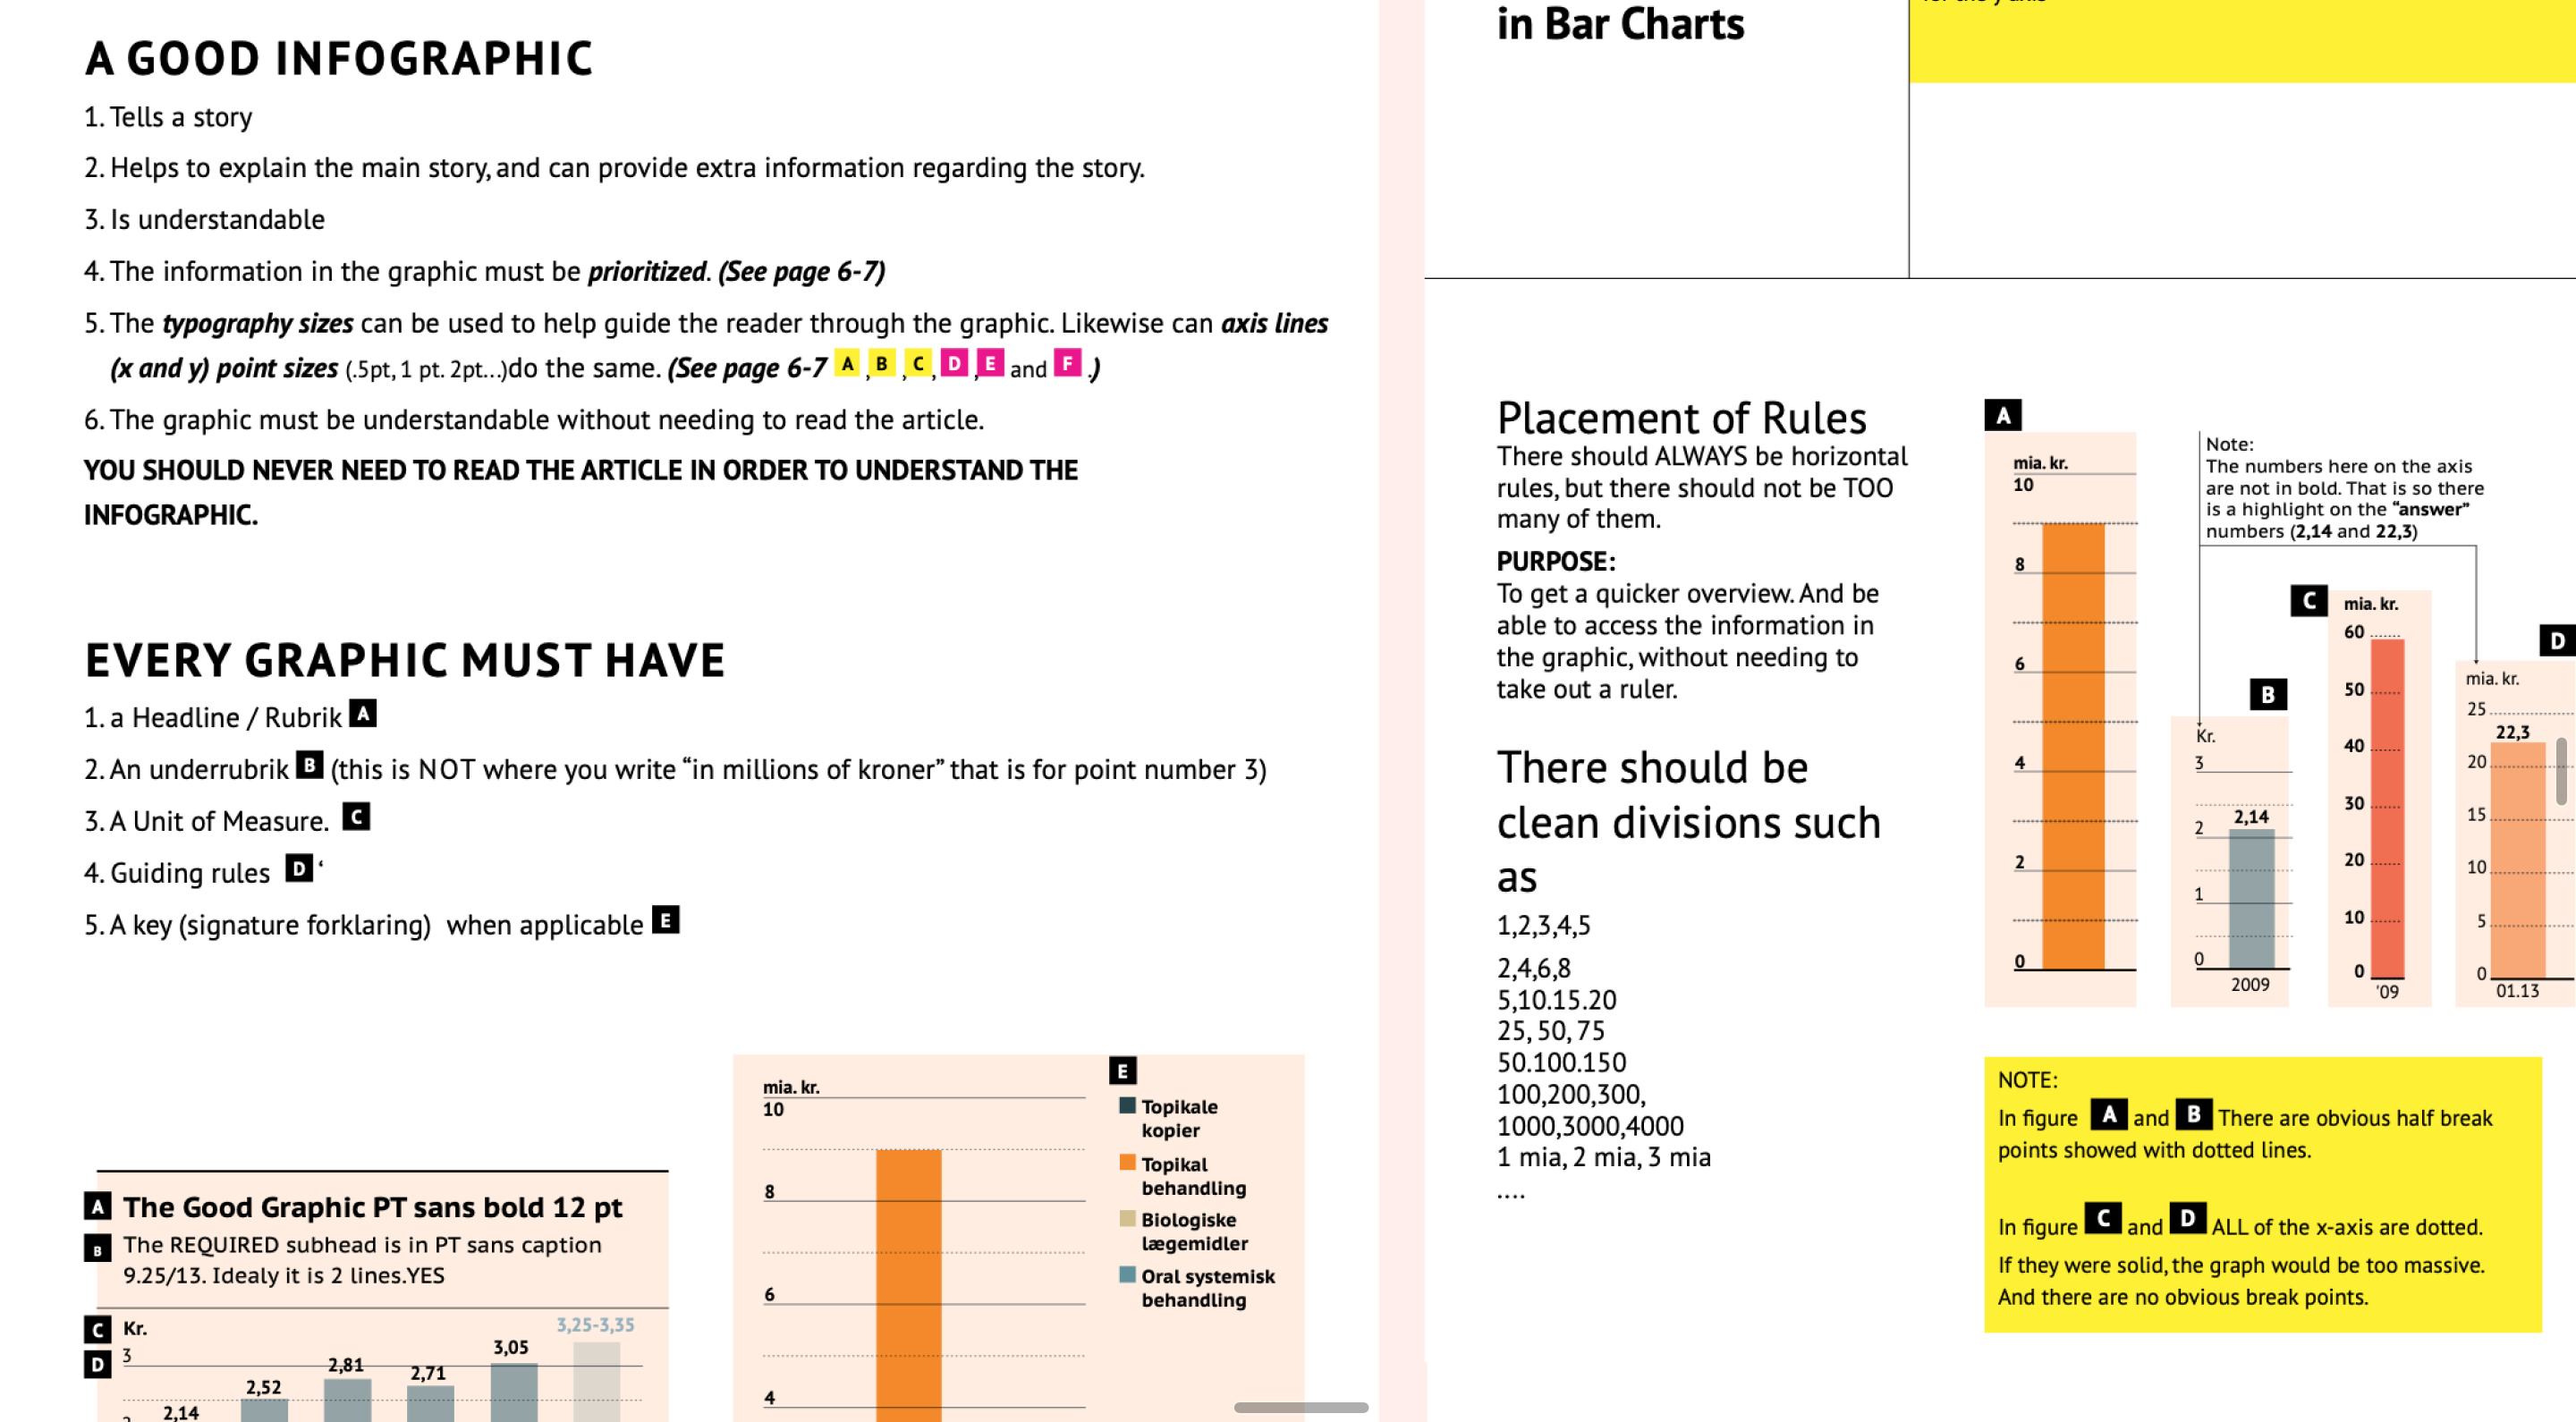 A GOOD INFOGRAPHIC
1. Tells a story
2. Helps to explain the main story, and can provide extra information regarding the story.
3. Is understandable
4. The information in the graphic must be prioritized. (See page 6-7)
5. The typography sizes can be used to help guide the reader through the graphic. Likewise can axis lines
(x and y) point sizes (.5pt, 1 pt. 2pt...)do the same. (See page 6-7 A , B , C , D , E and F .)
6. The graphic must be understandable without needing to read the article.
YOU SHOULD NEVER NEED TO READ THE ARTICLE IN ORDER TO UNDERSTAND THE
INFOGRAPHIC.
EVERY GRAPHIC MUST HAVE
1. a Headline / Rubrik A
2. An underrubrik B (this is NOT where you write “in millions of kroner” that is for point number 3)
3. A Unit of Measure. C
4. Guiding rules D ‘
5. A key (signature forklaring) when applicable E
A The Good Graphic PT sans bold 12 pt
B The REQUIRED subhead is in PT sans caption
9.25/13. Idealy it is 2 lines.YES
C Kr.
D 3
2,14
2,52
2,81
2,71
3,05
3,25-3,35
mia. kr.
10
8
6
4
E
Topikale
kopier
Topikal
behandling
Biologiske
lægemidler
Oral systemisk
behandling
in Bar Charts
Placement of Rules
There should ALWAYS be horizontal
rules, but there should not be TOO
many of them.
PURPOSE:
To get a quicker overview. And be
able to access the information in
the graphic, without needing to
take out a ruler.
There should be
clean divisions such
as
1,2,3,4,5
2,4,6,8
5,10.15.20
25, 50, 75
50.100.150
100,200,300,
1000,3000,4000
1 mia, 2 mia, 3 mia
....
A
mia. kr.
10
8
6
4
2
0
Note:
The numbers here on the axis
are not in bold. That is so there
is a highlight on the “answer”
numbers (2,14 and 22,3)
B
Kr.
3
2
1
0
2,14
2009
C
mia. kr.
60
50
40
30
20
10
0
'09
D
mia. kr.
25
22,3
20
15
10
5
0
01.13
NOTE:
In figure A and B There are obvious half break
points showed with dotted lines.
In figure C and D ALL of the x-axis are dotted.
If they were solid, the graph would be too massive.
And there are no obvious break points.